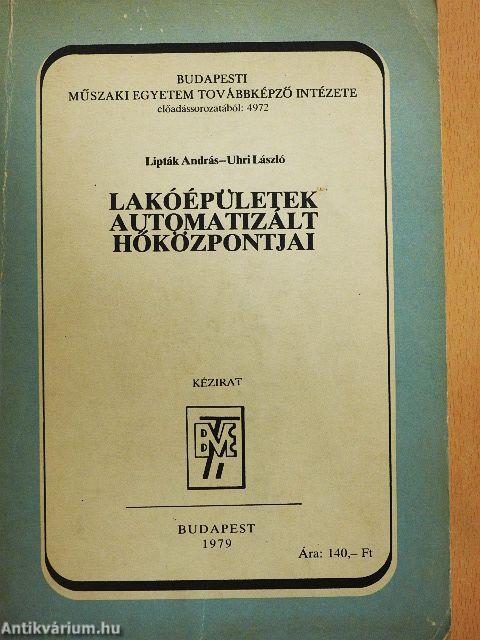 BUDAPESTI
MŰSZAKI EGYETEM TOVÁBBKÉPZŐ INTÉZETE
előadássorozatából: 4972
Lipták András–Uhri László
LAKÓÉPÜLETEK
AUTOMATIZÁLT
HŐKÖZPONTJAI
KÉZIRAT
BUDAPEST
1979
Ára: 140,– Ft
Antikvárium.hu